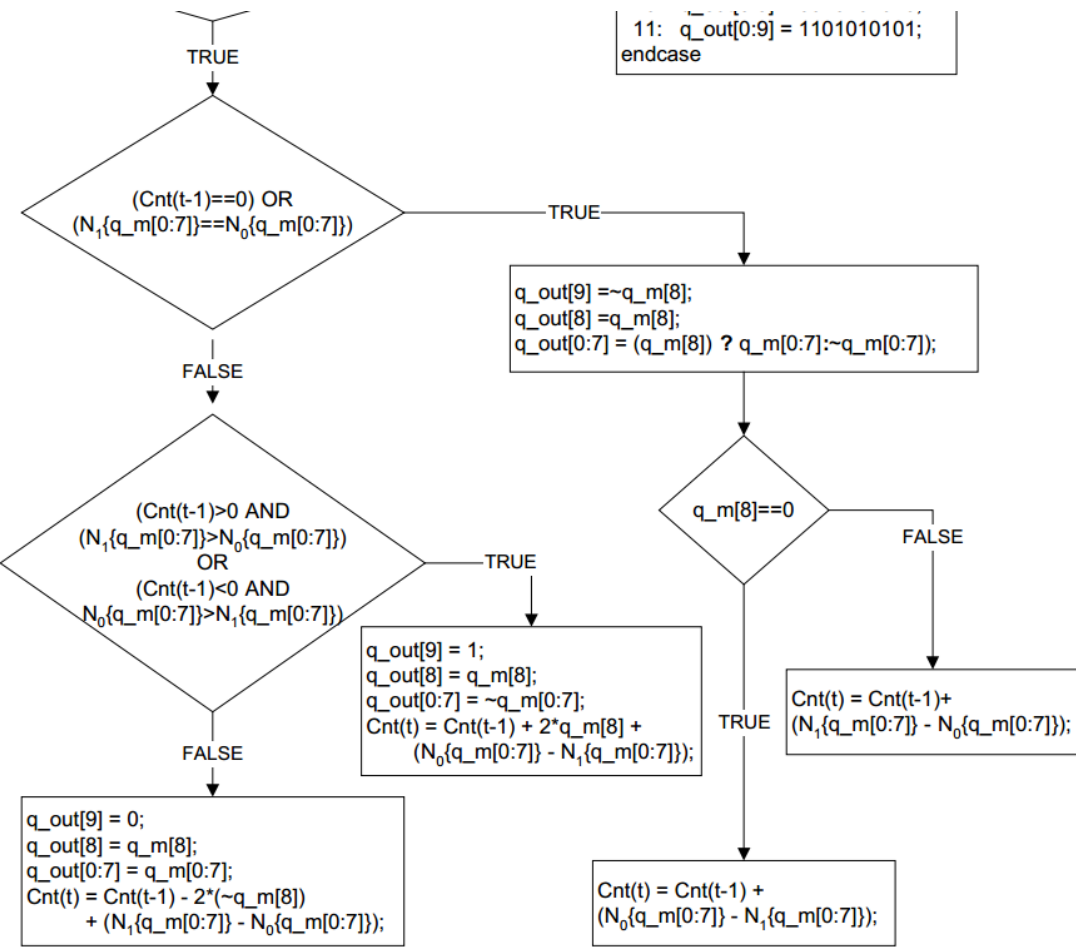 11: q_out[0:9] = 1101010101;
endcase
TRUE
(Cnt(t-1)==0) OR
(N₁{q_m[0:7]}==N₀{q_m[0:7]})
TRUE
q_out[9] =~q_m[8];
q_out[8] =q_m[8];
q_out[0:7] = (q_m[8]) ? q_m[0:7]:~q_m[0:7]);
FALSE
(Cnt(t-1)>0 AND
(N₁{q_m[0:7]}>N₀{q_m[0:7]})
OR
(Cnt(t-1)<0 AND
N₀{q_m[0:7]}>N₁{q_m[0:7]})
TRUE
q_m[8]==0
FALSE
q_out[9] = 1;
q_out[8] = q_m[8];
q_out[0:7] = ~q_m[0:7];
Cnt(t) = Cnt(t-1) + 2*q_m[8] +
(N₀{q_m[0:7]} - N₁{q_m[0:7]});
TRUE
Cnt(t) = Cnt(t-1)+
(N₁{q_m[0:7]} - N₀{q_m[0:7]});
FALSE
q_out[9] = 0;
q_out[8] = q_m[8];
q_out[0:7] = q_m[0:7];
Cnt(t) = Cnt(t-1) - 2*(~q_m[8])
+ (N₁{q_m[0:7]} - N₀{q_m[0:7]});
Cnt(t) = Cnt(t-1) +
(N₀{q_m[0:7]} - N₁{q_m[0:7]});